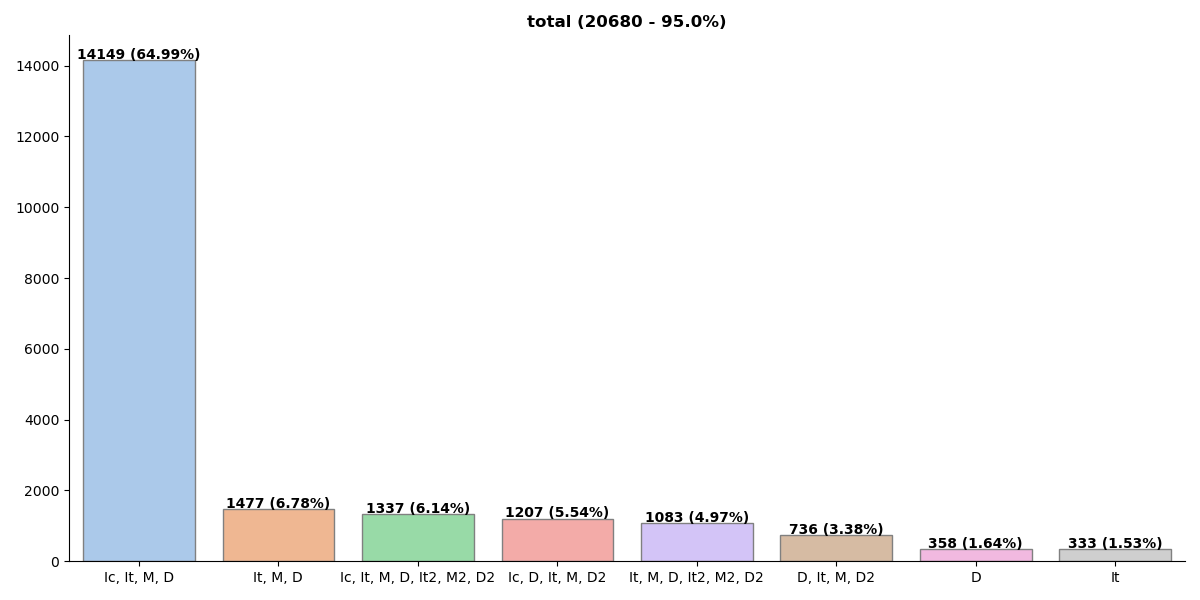 total (20680 - 95.0%)
14149 (64.99%)
14000
12000
10000
8000
6000
4000
2000
0
1477 (6.78%)
1337 (6.14%)
1207 (5.54%)
1083 (4.97%)
736 (3.38%)
358 (1.64%)
333 (1.53%)
Ic, It, M, D
It, M, D
Ic, It, M, D, It2, M2, D2
Ic, D, It, M, D2
It, M, D, It2, M2, D2
D, It, M, D2
D
It